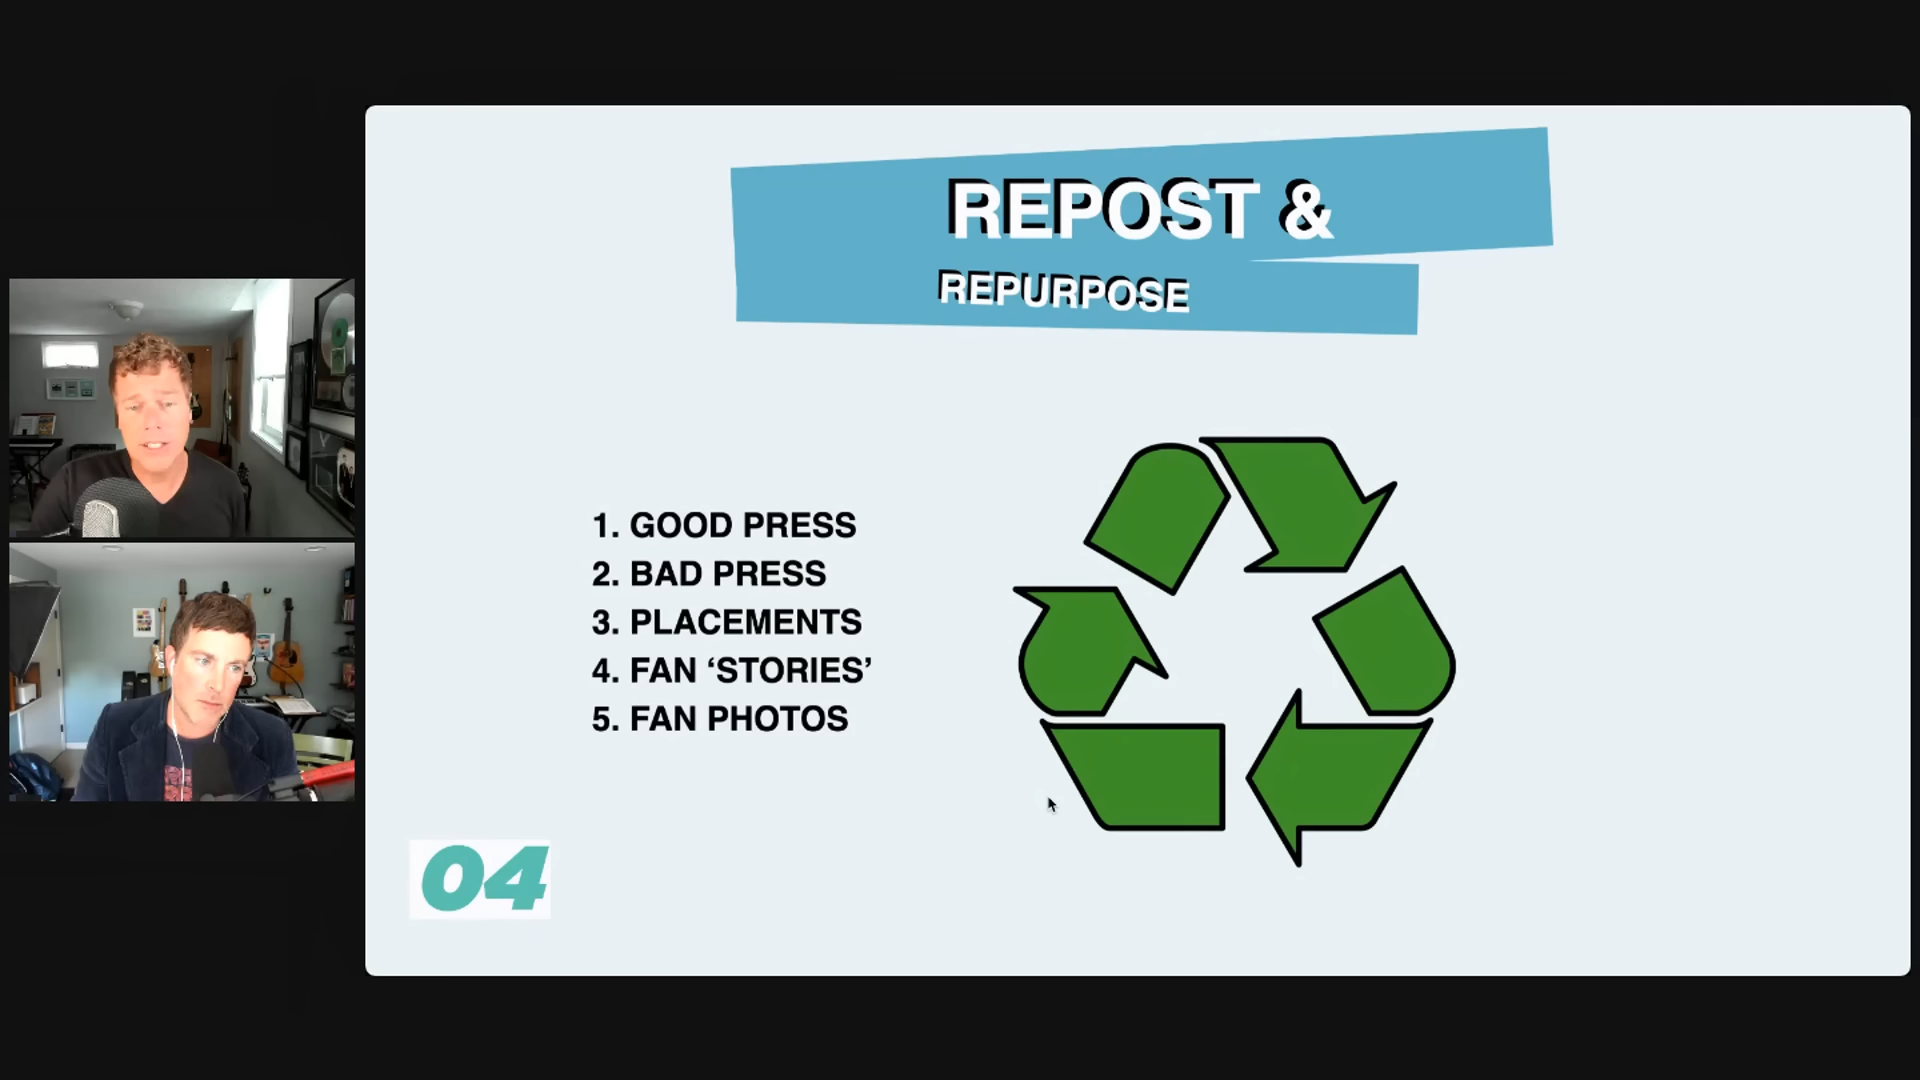 REPOST &
REPURPOSE
1. GOOD PRESS
2. BAD PRESS
3. PLACEMENTS
4. FAN ‘STORIES’
5. FAN PHOTOS
04